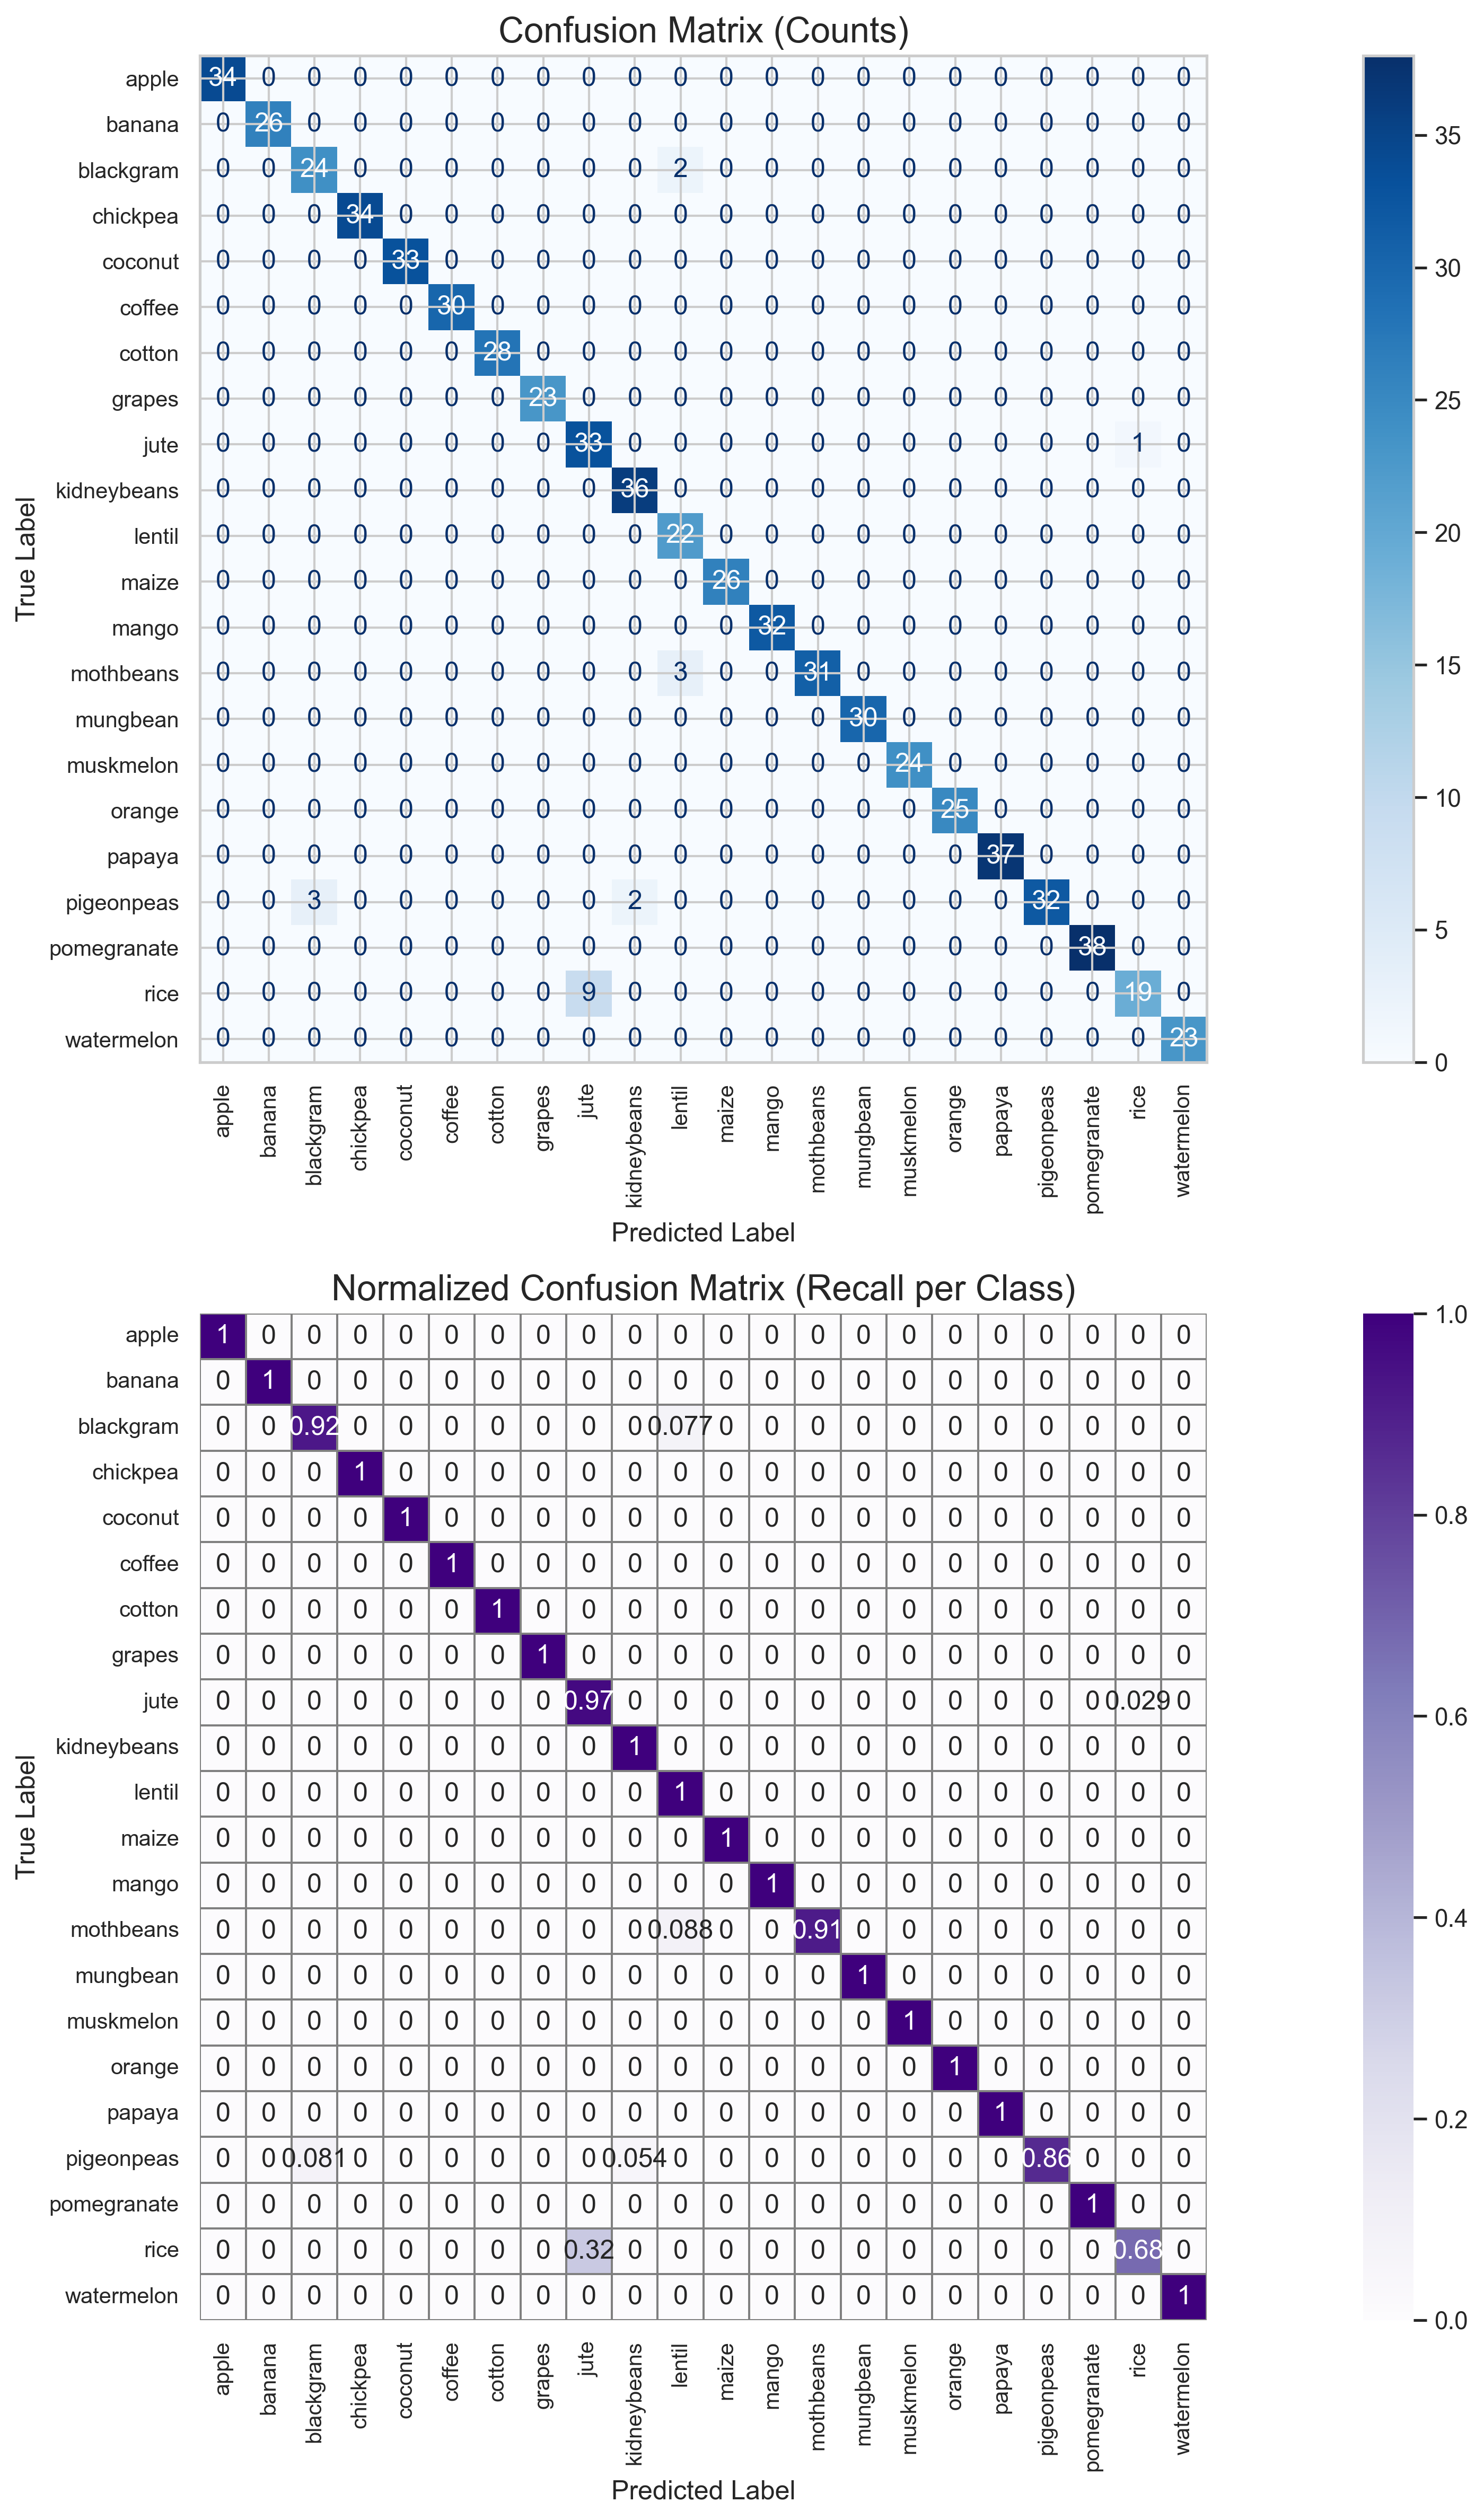 Confusion Matrix (Counts)
apple 34 0 0 0 0 0 0 0 0 0 0 0 0 0 0 0 0 0 0 0 0 0
banana 0 26 0 0 0 0 0 0 0 0 0 0 0 0 0 0 0 0 0 0 0 0
blackgram 0 0 24 0 0 0 0 0 0 0 2 0 0 0 0 0 0 0 0 0 0 0
chickpea 0 0 0 34 0 0 0 0 0 0 0 0 0 0 0 0 0 0 0 0 0 0
coconut 0 0 0 0 33 0 0 0 0 0 0 0 0 0 0 0 0 0 0 0 0 0
coffee 0 0 0 0 0 30 0 0 0 0 0 0 0 0 0 0 0 0 0 0 0 0
cotton 0 0 0 0 0 0 28 0 0 0 0 0 0 0 0 0 0 0 0 0 0 0
grapes 0 0 0 0 0 0 0 23 0 0 0 0 0 0 0 0 0 0 0 0 0 0
jute 0 0 0 0 0 0 0 0 33 0 0 0 0 0 0 0 0 0 0 0 1 0
kidneybeans 0 0 0 0 0 0 0 0 0 36 0 0 0 0 0 0 0 0 0 0 0 0
lentil 0 0 0 0 0 0 0 0 0 0 22 0 0 0 0 0 0 0 0 0 0 0
maize 0 0 0 0 0 0 0 0 0 0 0 26 0 0 0 0 0 0 0 0 0 0
mango 0 0 0 0 0 0 0 0 0 0 0 0 32 0 0 0 0 0 0 0 0 0
mothbeans 0 0 0 0 0 0 0 0 0 0 3 0 0 31 0 0 0 0 0 0 0 0
mungbean 0 0 0 0 0 0 0 0 0 0 0 0 0 0 30 0 0 0 0 0 0 0
muskmelon 0 0 0 0 0 0 0 0 0 0 0 0 0 0 0 24 0 0 0 0 0 0
orange 0 0 0 0 0 0 0 0 0 0 0 0 0 0 0 0 25 0 0 0 0 0
papaya 0 0 0 0 0 0 0 0 0 0 0 0 0 0 0 0 0 37 0 0 0 0
pigeonpeas 0 0 3 0 0 0 0 0 0 2 0 0 0 0 0 0 0 0 32 0 0 0
pomegranate 0 0 0 0 0 0 0 0 0 0 0 0 0 0 0 0 0 0 0 38 0 0
rice 0 0 0 0 0 0 0 0 9 0 0 0 0 0 0 0 0 0 0 0 19 0
watermelon 0 0 0 0 0 0 0 0 0 0 0 0 0 0 0 0 0 0 0 0 0 23
True Label
apple banana blackgram chickpea coconut coffee cotton grapes jute kidneybeans lentil maize mango mothbeans mungbean muskmelon orange papaya pigeonpeas pomegranate rice watermelon
Predicted Label
35
30
25
20
15
10
5
0
Normalized Confusion Matrix (Recall per Class)
apple 1 0 0 0 0 0 0 0 0 0 0 0 0 0 0 0 0 0 0 0 0 0
banana 0 1 0 0 0 0 0 0 0 0 0 0 0 0 0 0 0 0 0 0 0 0
blackgram 0 0 0.92 0 0 0 0 0 0 0 0.077 0 0 0 0 0 0 0 0 0 0 0
chickpea 0 0 0 1 0 0 0 0 0 0 0 0 0 0 0 0 0 0 0 0 0 0
coconut 0 0 0 0 1 0 0 0 0 0 0 0 0 0 0 0 0 0 0 0 0 0
coffee 0 0 0 0 0 1 0 0 0 0 0 0 0 0 0 0 0 0 0 0 0 0
cotton 0 0 0 0 0 0 1 0 0 0 0 0 0 0 0 0 0 0 0 0 0 0
grapes 0 0 0 0 0 0 0 1 0 0 0 0 0 0 0 0 0 0 0 0 0 0
jute 0 0 0 0 0 0 0 0 0.97 0 0 0 0 0 0 0 0 0 0 0 0.029 0
kidneybeans 0 0 0 0 0 0 0 0 0 1 0 0 0 0 0 0 0 0 0 0 0 0
lentil 0 0 0 0 0 0 0 0 0 0 1 0 0 0 0 0 0 0 0 0 0 0
maize 0 0 0 0 0 0 0 0 0 0 0 1 0 0 0 0 0 0 0 0 0 0
mango 0 0 0 0 0 0 0 0 0 0 0 0 1 0 0 0 0 0 0 0 0 0
mothbeans 0 0 0 0 0 0 0 0 0 0 0.088 0 0 0.91 0 0 0 0 0 0 0 0
mungbean 0 0 0 0 0 0 0 0 0 0 0 0 0 0 1 0 0 0 0 0 0 0
muskmelon 0 0 0 0 0 0 0 0 0 0 0 0 0 0 0 1 0 0 0 0 0 0
orange 0 0 0 0 0 0 0 0 0 0 0 0 0 0 0 0 1 0 0 0 0 0
papaya 0 0 0 0 0 0 0 0 0 0 0 0 0 0 0 0 0 1 0 0 0 0
pigeonpeas 0 0 0.081 0 0 0 0 0 0 0.054 0 0 0 0 0 0 0 0 0.86 0 0 0
pomegranate 0 0 0 0 0 0 0 0 0 0 0 0 0 0 0 0 0 0 0 1 0 0
rice 0 0 0 0 0 0 0 0 0.32 0 0 0 0 0 0 0 0 0 0 0 0.68 0
watermelon 0 0 0 0 0 0 0 0 0 0 0 0 0 0 0 0 0 0 0 0 0 1
True Label
apple banana blackgram chickpea coconut coffee cotton grapes jute kidneybeans lentil maize mango mothbeans mungbean muskmelon orange papaya pigeonpeas pomegranate rice watermelon
Predicted Label
1.0
0.8
0.6
0.4
0.2
0.0